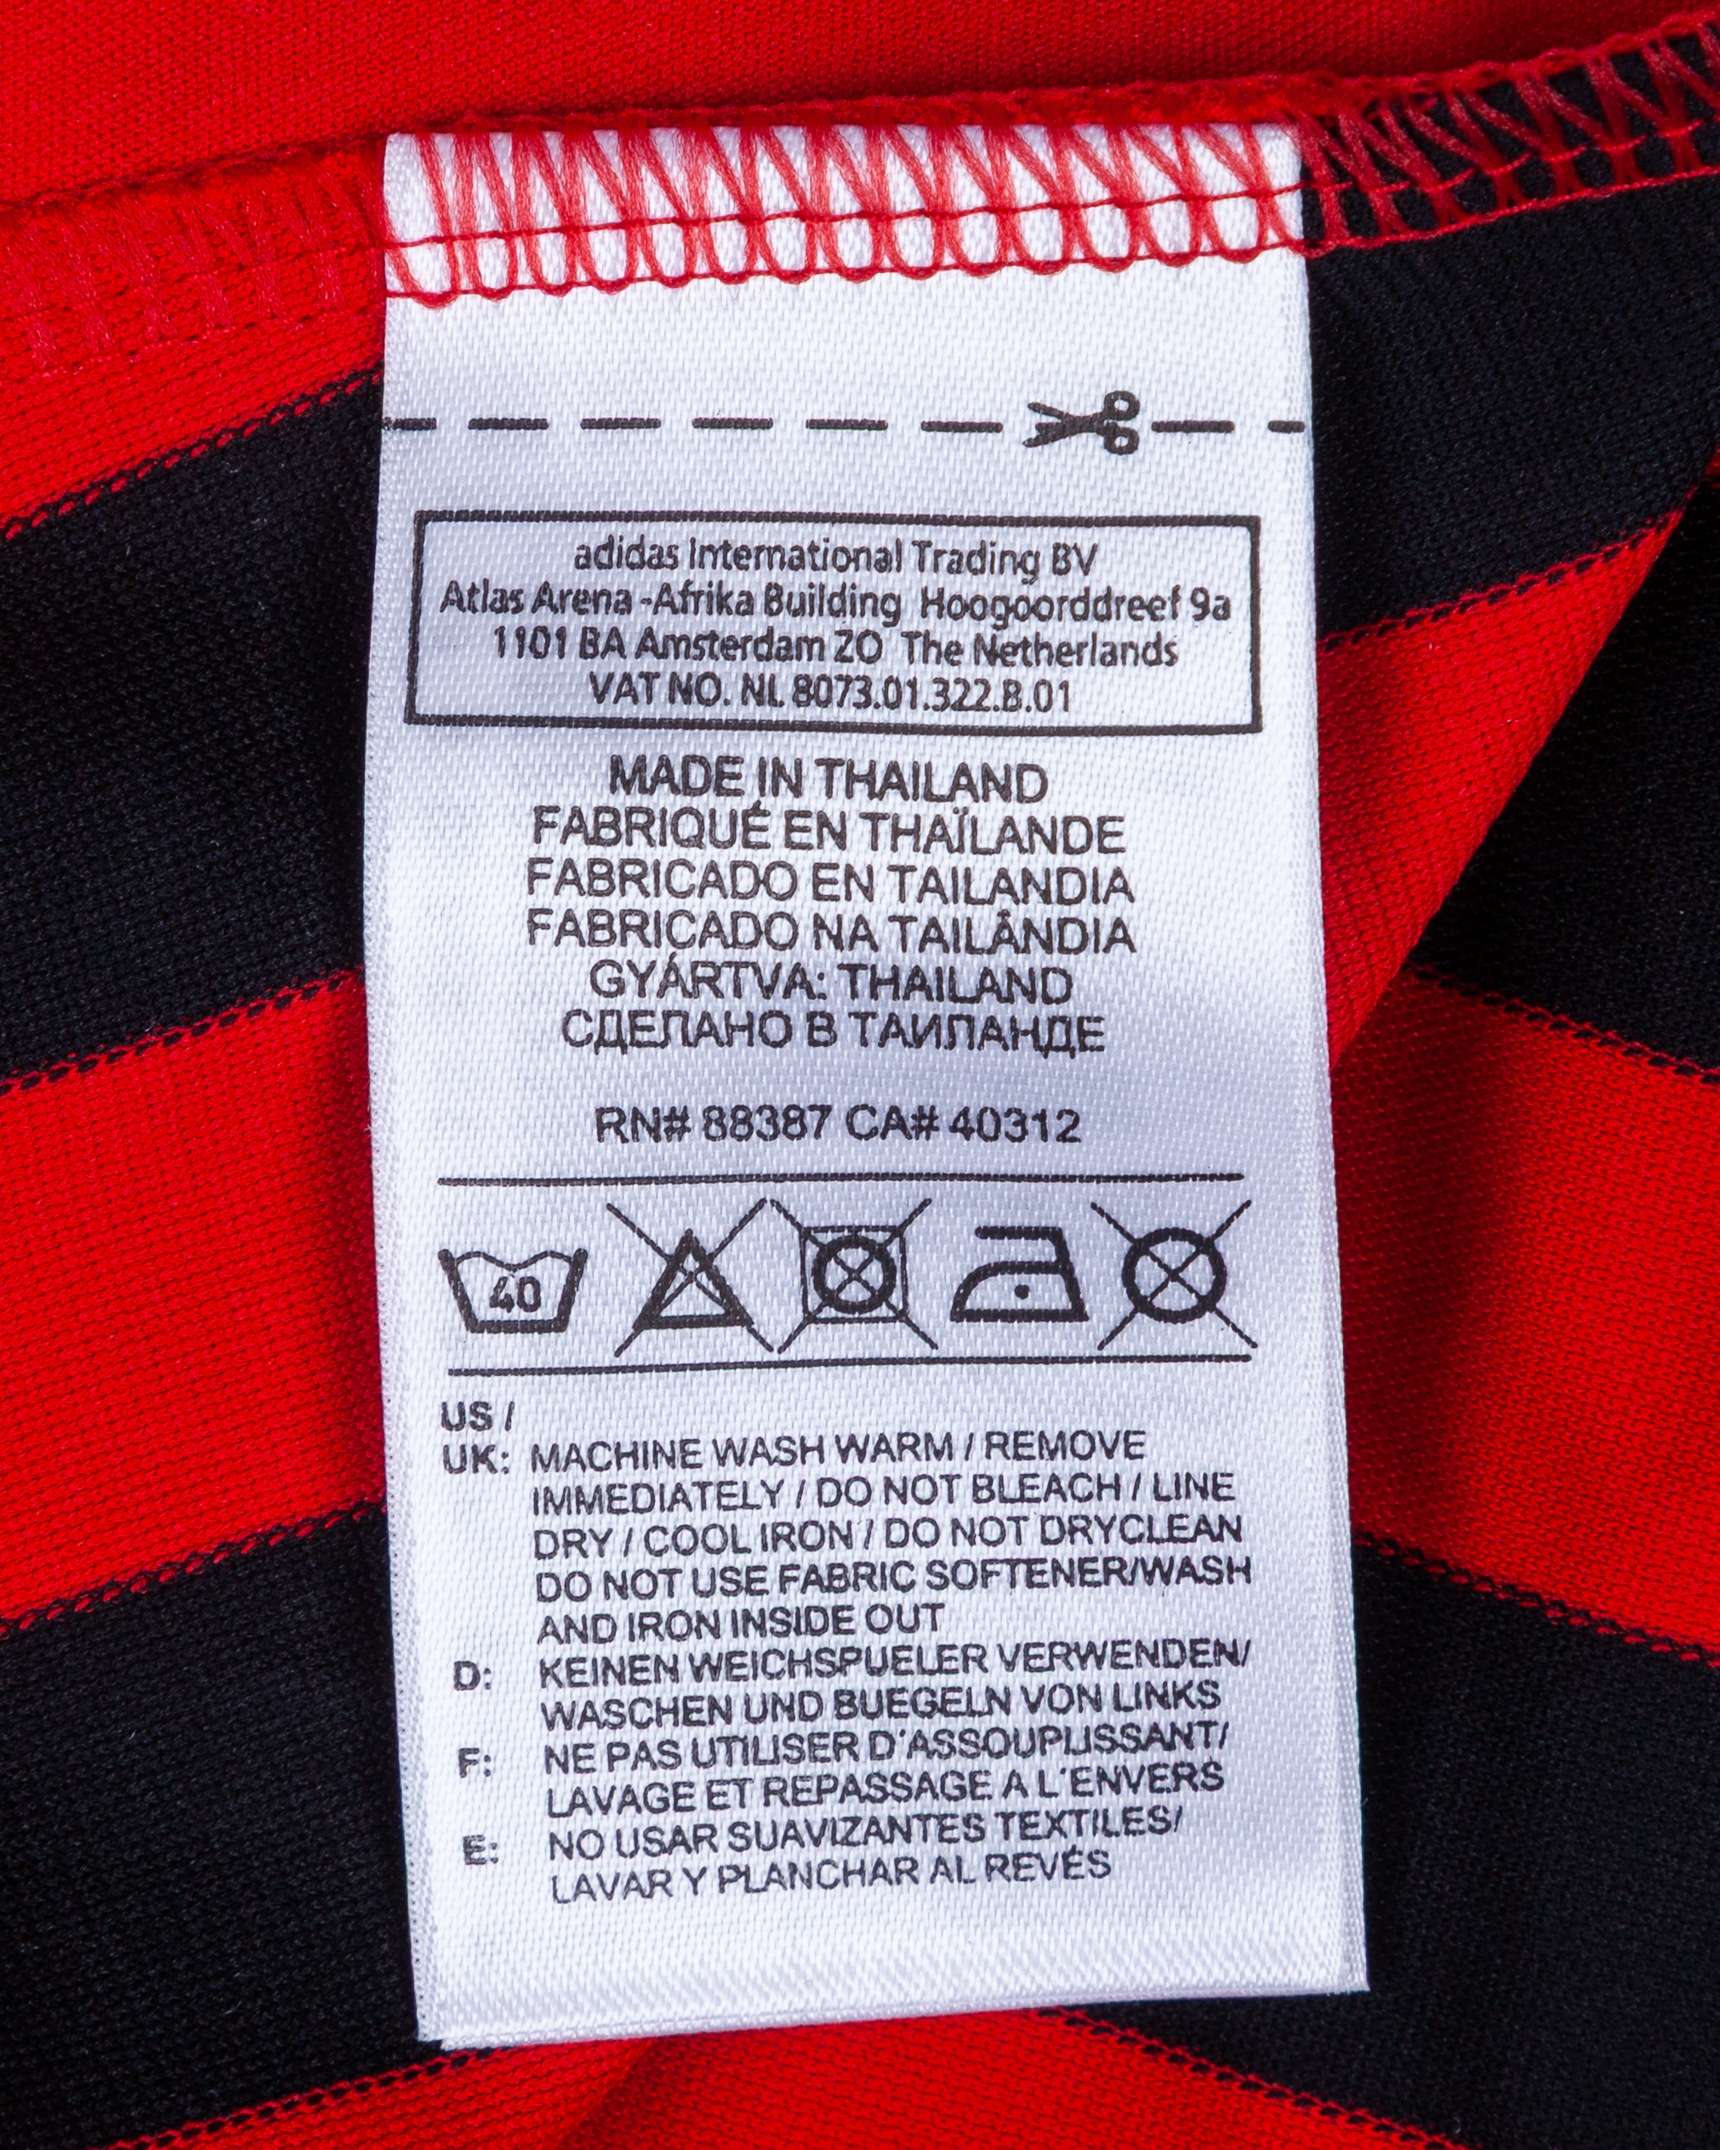 adidas International Trading BV
Atlas Arena -Afrika Building Hoogoorddreef 9a
1101 BA Amsterdam ZO The Netherlands
VAT NO. NL 8073.01.322.B.01
MADE IN THAILAND
FABRIQUÉ EN THAÏLANDE
FABRICADO EN TAILANDIA
FABRICADO NA TAILÂNDIA
GYÁRTVA: THAILAND
СДЕЛАНО В ТАИЛАНДЕ
RN# 88387 CA# 40312
40
US /
UK: MACHINE WASH WARM / REMOVE
IMMEDIATELY / DO NOT BLEACH / LINE
DRY / COOL IRON / DO NOT DRYCLEAN
DO NOT USE FABRIC SOFTENER/WASH
AND IRON INSIDE OUT
D: KEINEN WEICHSPUELER VERWENDEN/
WASCHEN UND BUEGELN VON LINKS
F: NE PAS UTILISER D'ASSOUPLISSANT/
LAVAGE ET REPASSAGE A L'ENVERS
E: NO USAR SUAVIZANTES TEXTILES/
LAVAR Y PLANCHAR AL REVÉS